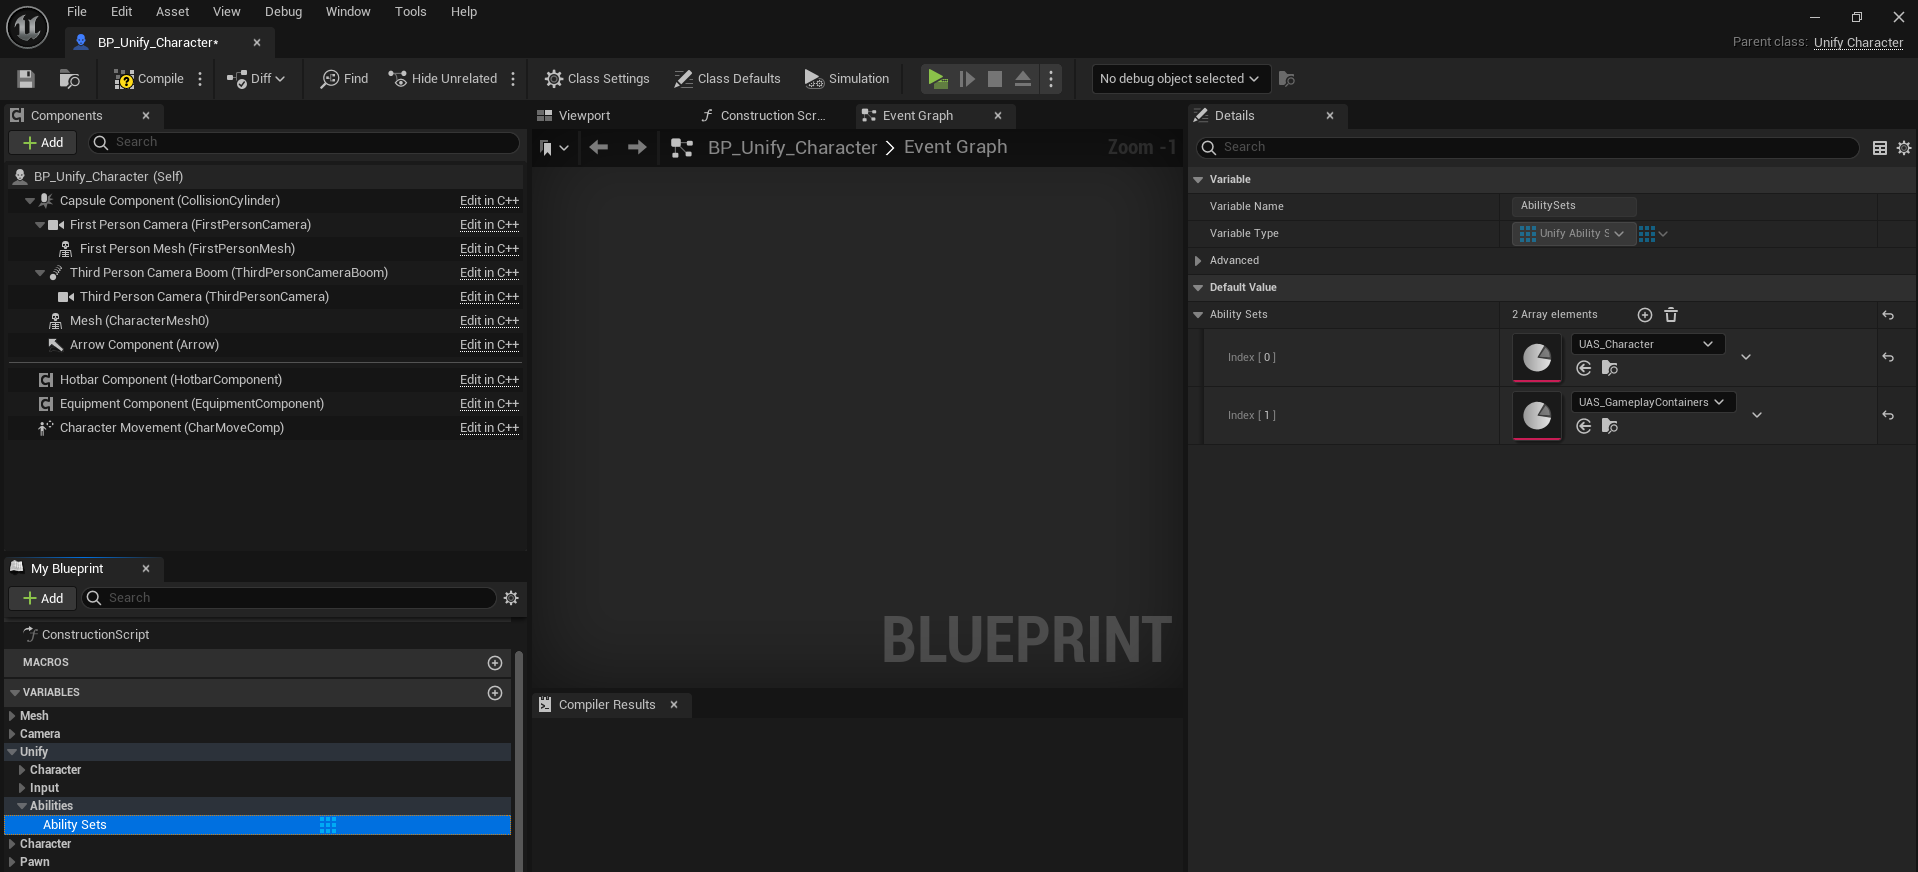 File Edit Asset View Debug Window Tools Help
BP_Unify_Character*
Parent class: Unify Character
Compile Diff Find Hide Unrelated Class Settings Class Defaults Simulation No debug object selected
Components
Add Search
BP_Unify_Character (Self)
Capsule Component (CollisionCylinder) Edit in C++
First Person Camera (FirstPersonCamera) Edit in C++
First Person Mesh (FirstPersonMesh) Edit in C++
Third Person Camera Boom (ThirdPersonCameraBoom) Edit in C++
Third Person Camera (ThirdPersonCamera) Edit in C++
Mesh (CharacterMesh0) Edit in C++
Arrow Component (Arrow) Edit in C++
Hotbar Component (HotbarComponent) Edit in C++
Equipment Component (EquipmentComponent) Edit in C++
Character Movement (CharMoveComp) Edit in C++
My Blueprint
Add Search
ConstructionScript
MACROS
VARIABLES
Mesh
Camera
Unify
Character
Input
Abilities
Ability Sets
Character
Pawn
Viewport Construction Scr... Event Graph
BP_Unify_Character > Event Graph Zoom -1
BLUEPRINT
Compiler Results
Details
Search
Variable
Variable Name AbilitySets
Variable Type Unify Ability S
Advanced
Default Value
Ability Sets 2 Array elements
Index [ 0 ] UAS_Character
Index [ 1 ] UAS_GameplayContainers